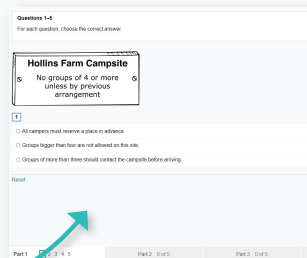 Questions 1–5
For each question, choose the correct answer.
Hollins Farm Campsite
No groups of 4 or more
unless by previous
arrangement
1
All campers must reserve a place in advance.
Groups bigger than four are not allowed on this site.
Groups of more than three should contact the campsite before arriving.
Reset
Part 1 1 2 3 4 5 Part 2 0 of 5 Part 3 0 of 5